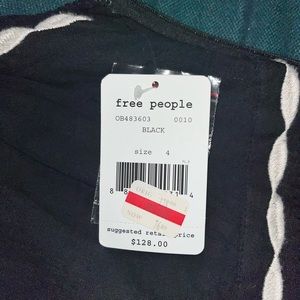 free people
OB483603 0010
BLACK
size 4
suggested retail price
$128.00